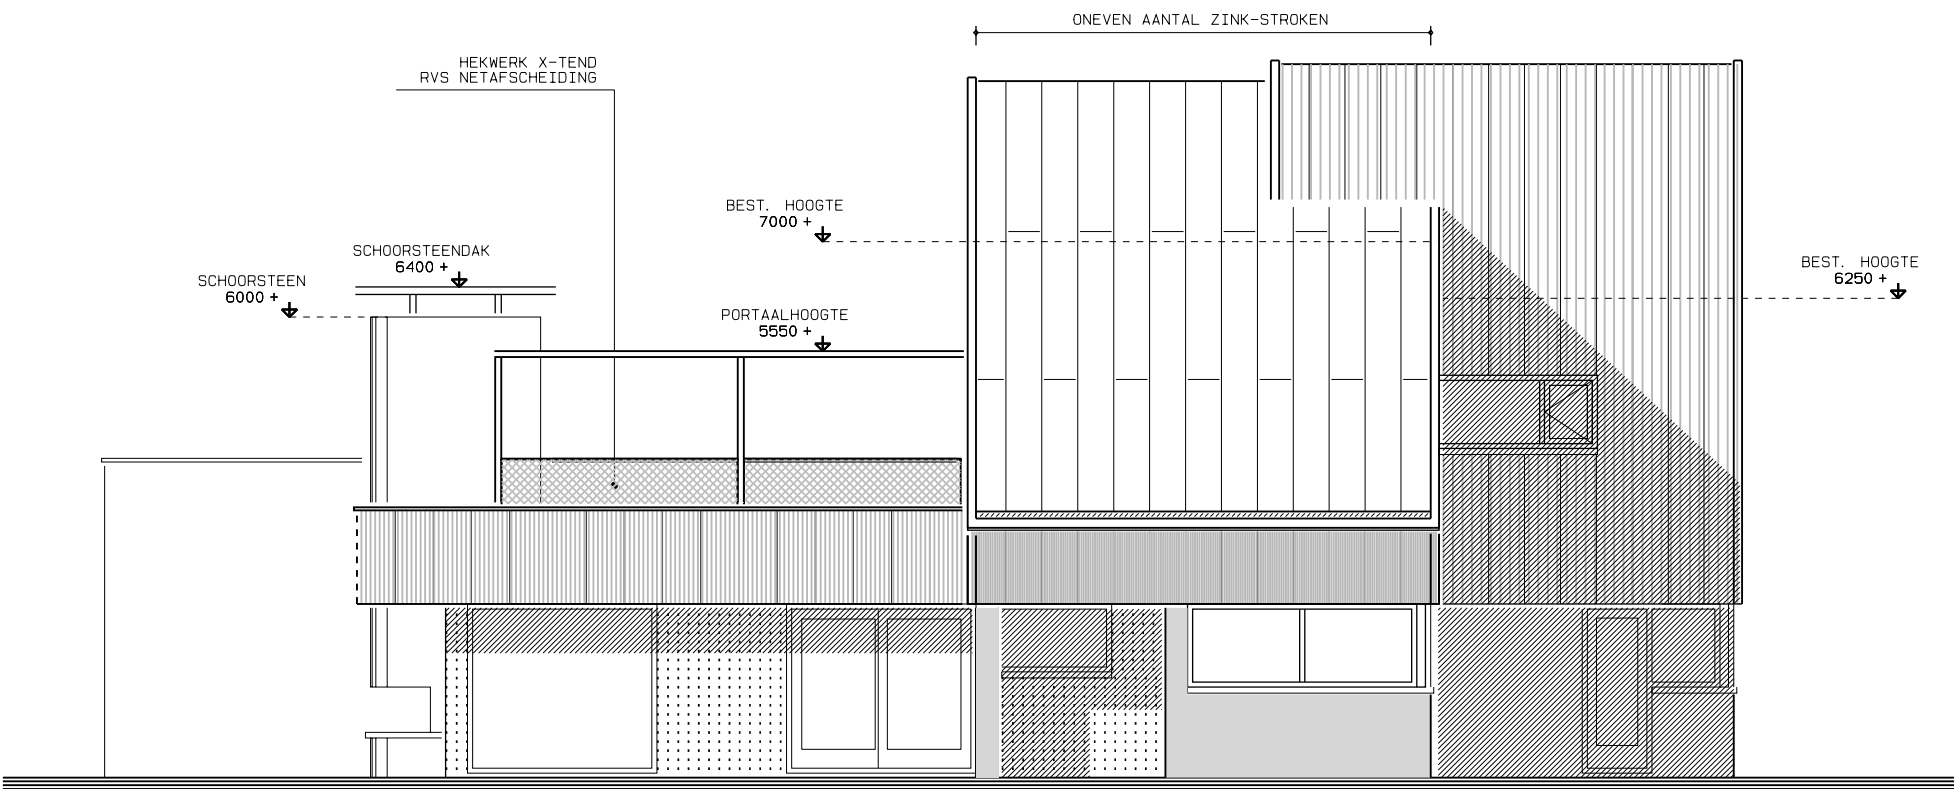 ONEVEN AANTAL ZINK-STROKEN
HEKWERK X-TEND
RVS NETAFSCHEIDING
BEST. HOOGTE
7000 +
SCHOORSTEENDAK
6400 +
SCHOORSTEEN
6000 +
PORTAALHOOGTE
5550 +
BEST. HOOGTE
6250 +